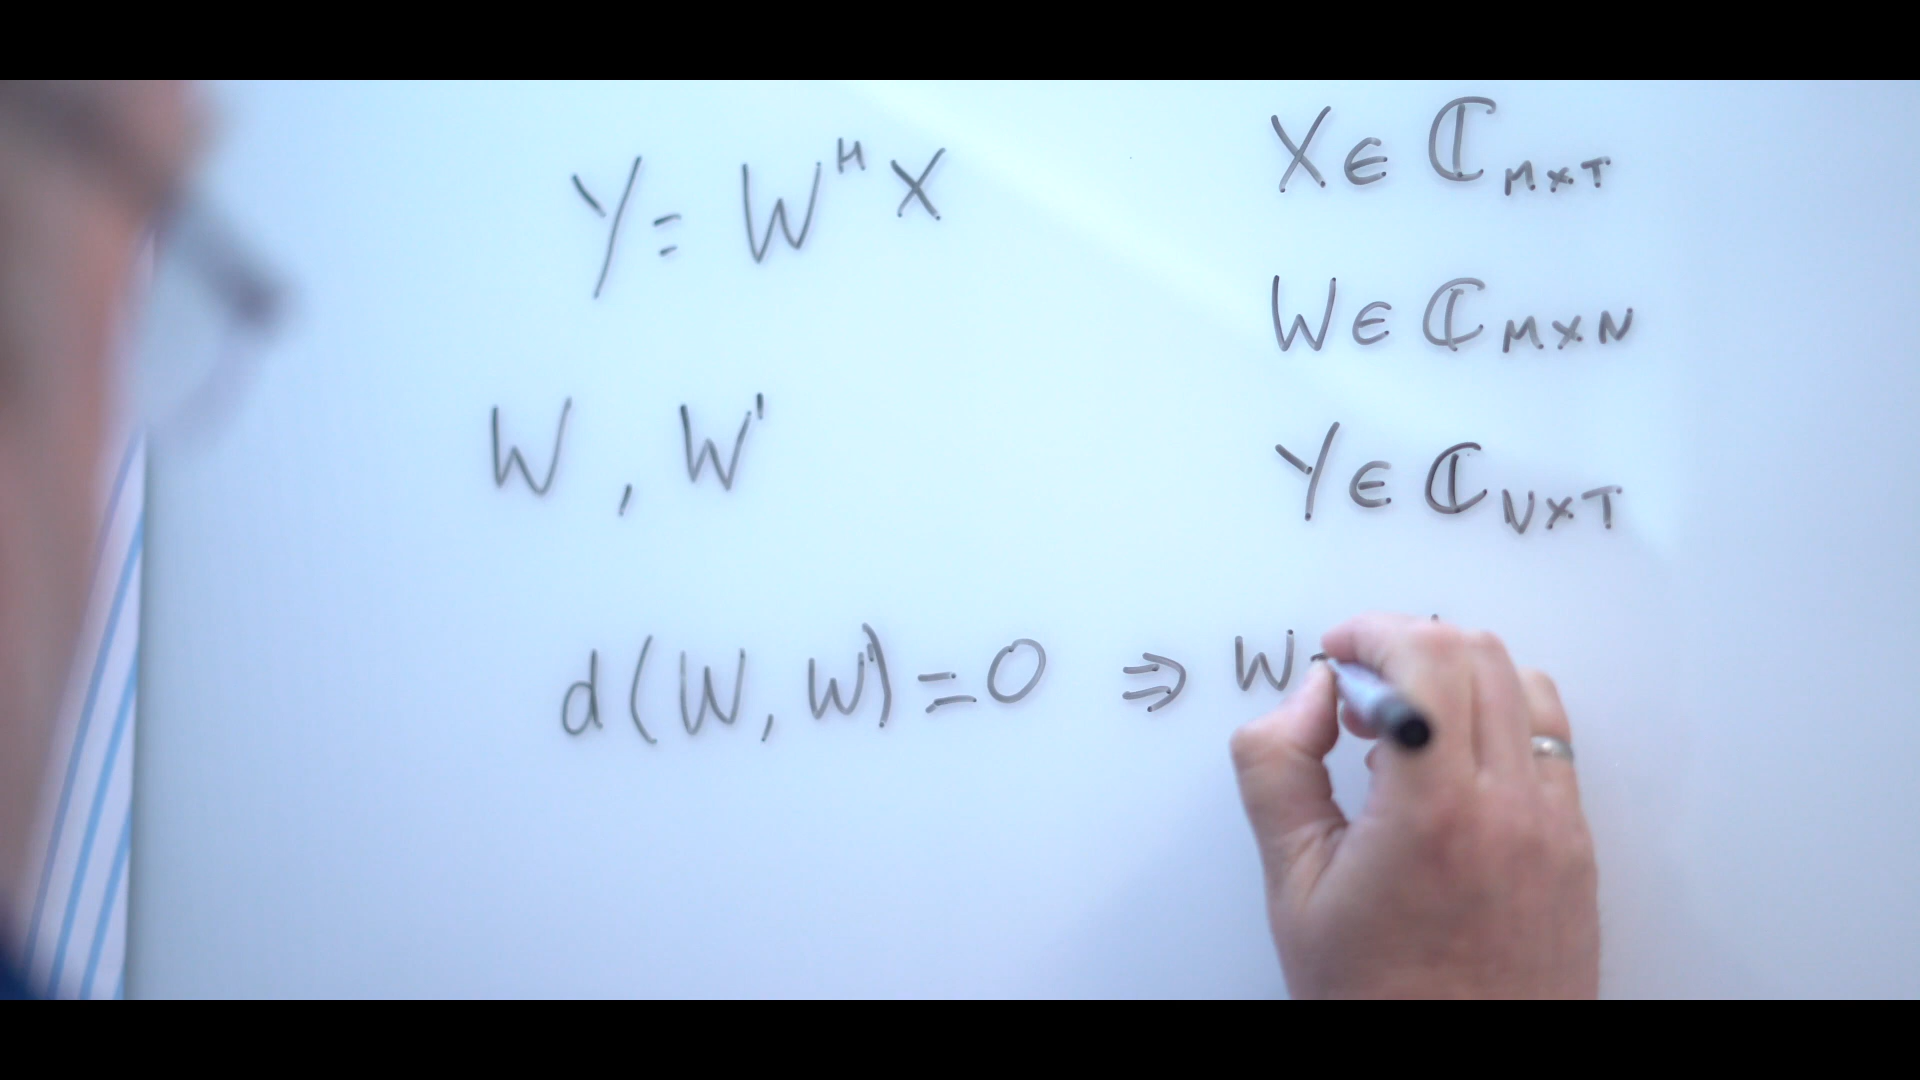 Y = W^H X
X ∈ ℂ_{M×T}
W ∈ ℂ_{M×N}
W , W'
Y ∈ ℂ_{N×T}
d(W, W') = 0 ⇒ W